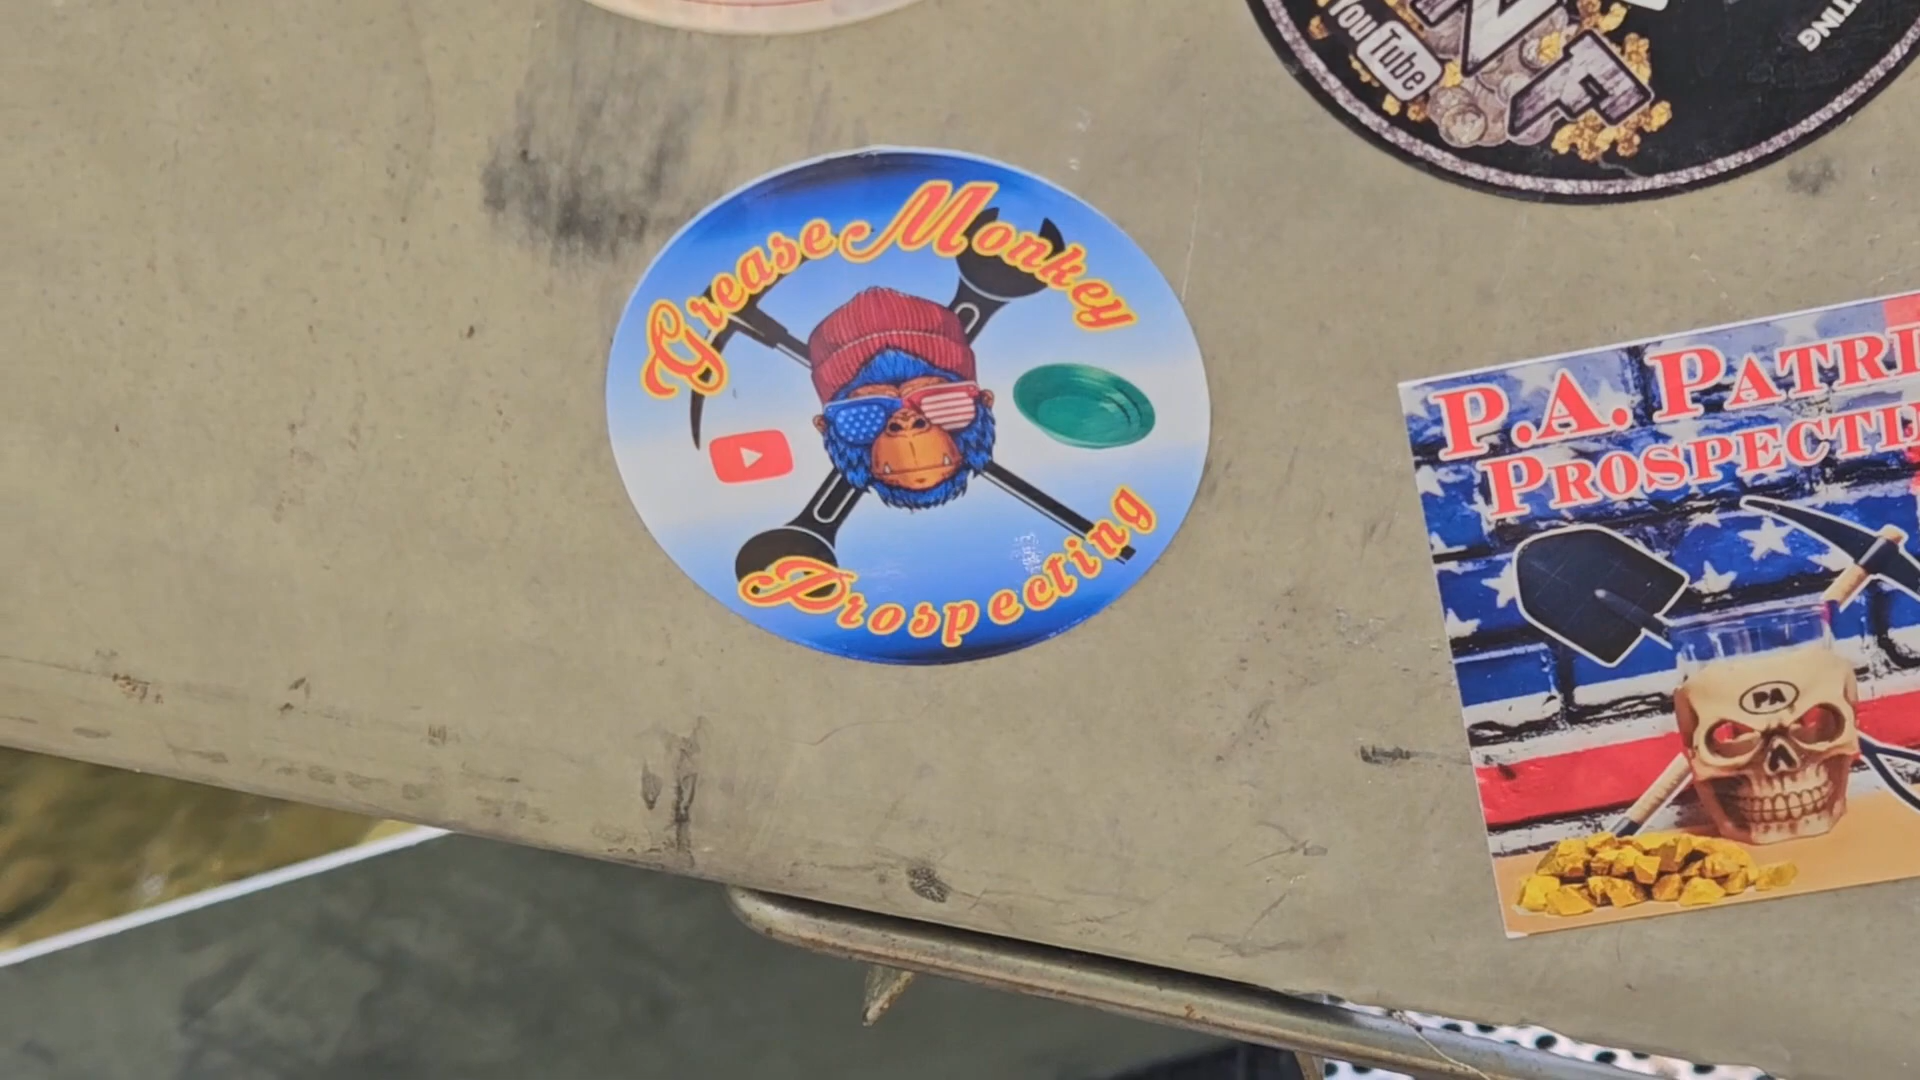 YouTube
Grease Monkey
Prospecting
P.A. PATRI
PROSPECTI
PA